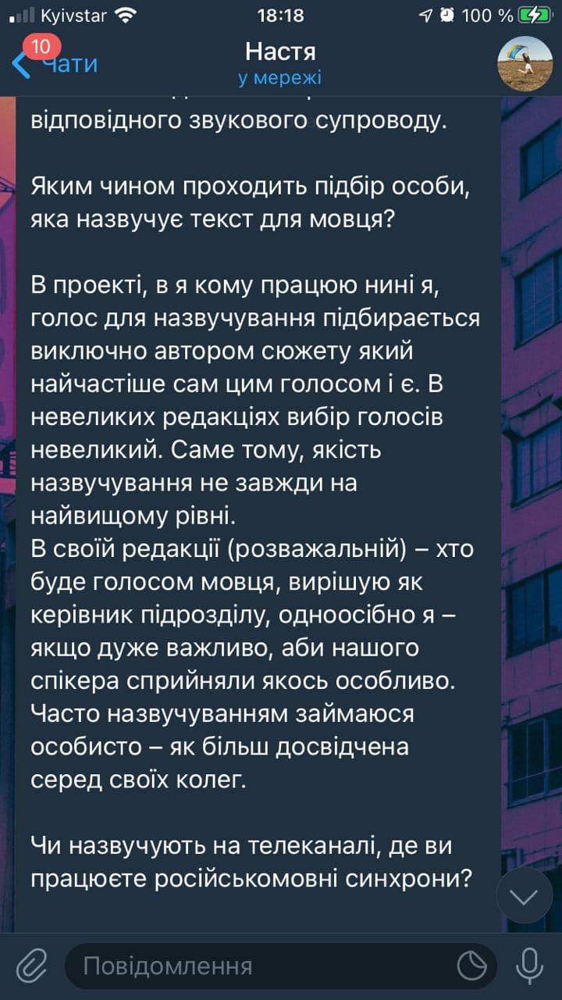 Kyivstar 18:18 100 %
10
Чати
Настя
у мережі
відповідного звукового супроводу.
Яким чином проходить підбір особи,
яка назвучує текст для мовця?
В проекті, в я кому працюю нині я,
голос для назвучування підбирається
виключно автором сюжету який
найчастіше сам цим голосом і є. В
невеликих редакціях вибір голосів
невеликий. Саме тому, якість
назвучування не завжди на
найвищому рівні.
В своїй редакції (розважальній) – хто
буде голосом мовця, вирішую як
керівник підрозділу, одноосібно я –
якщо дуже важливо, аби нашого
спікера сприйняли якось особливо.
Часто назвучуванням займаюся
особисто – як більш досвідчена
серед своїх колег.
Чи назвучують на телеканалі, де ви
працюєте російськомовні синхрони?
Повідомлення